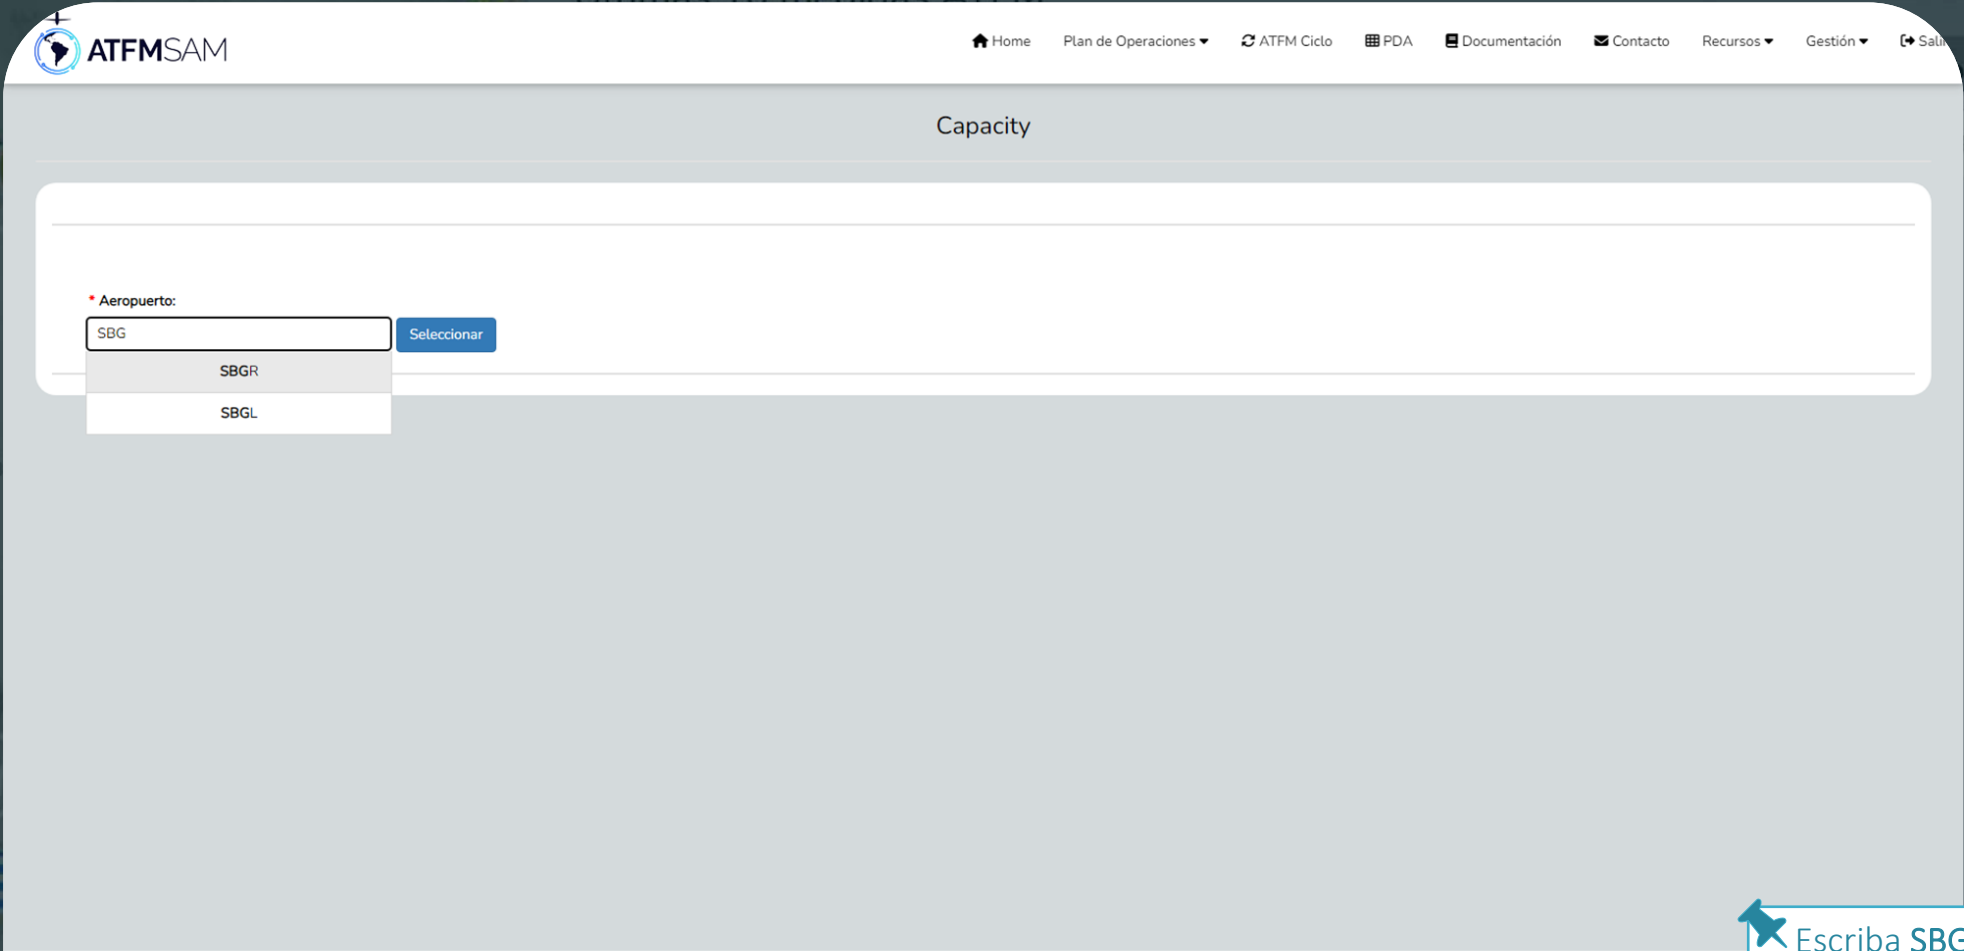 ATFMSAM
Home Plan de Operaciones ATFM Ciclo PDA Documentación Contacto Recursos Gestión
Capacity
* Aeropuerto:
SBG Seleccionar
SBGR
SBGL
Escriba SBG